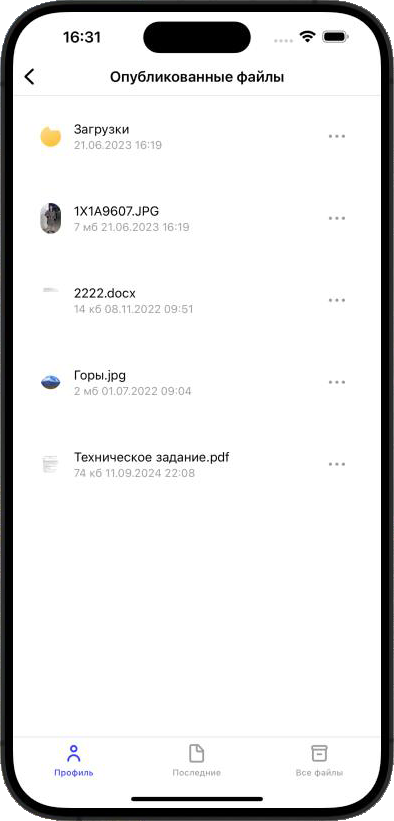 16:31
Опубликованные файлы
Загрузки
21.06.2023 16:19
1X1A9607.JPG
7 мб 21.06.2023 16:19
2222.docx
14 кб 08.11.2022 09:51
Горы.jpg
2 мб 01.07.2022 09:04
Техническое задание.pdf
74 кб 11.09.2024 22:08
Профиль
Последние
Все файлы